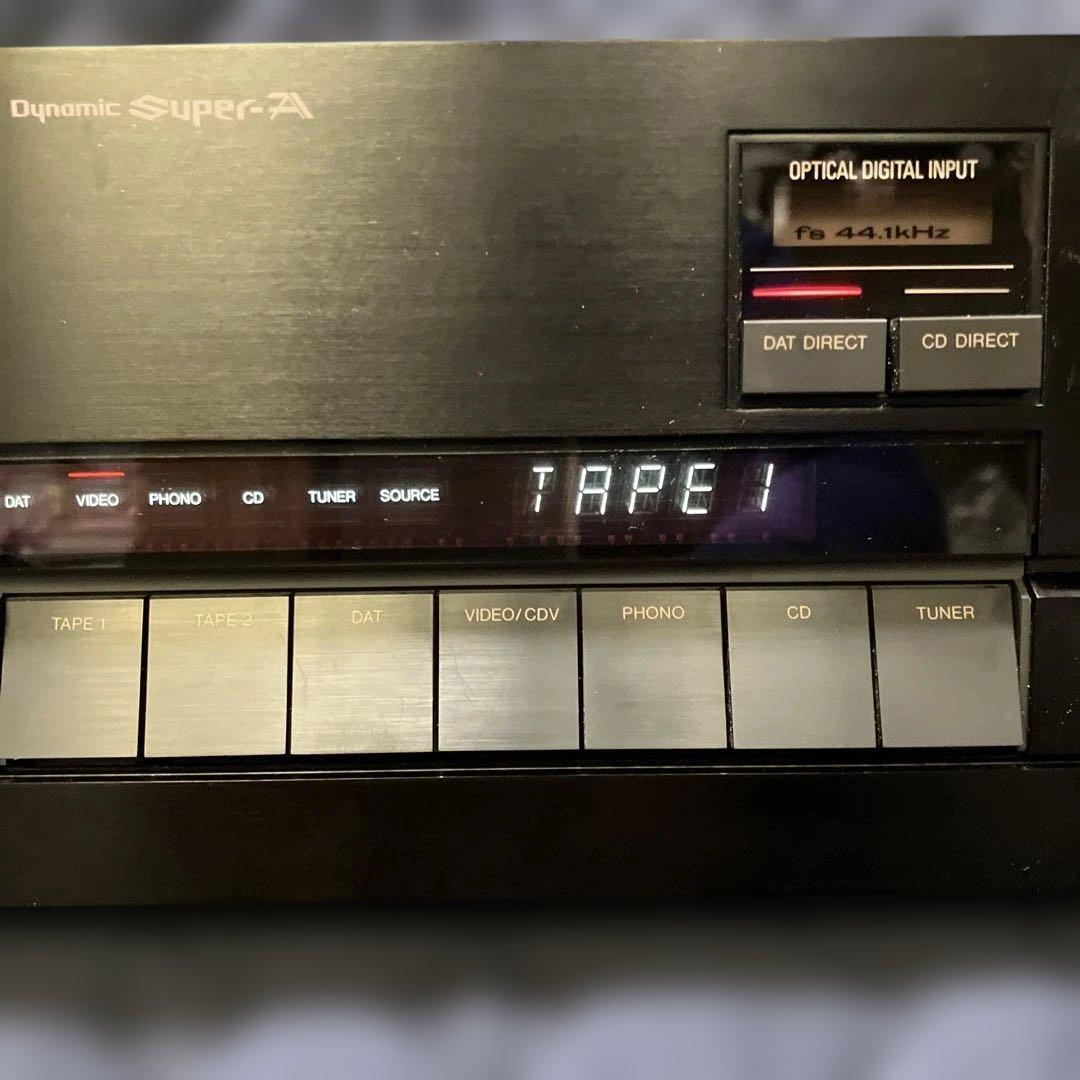 Dynamic Super-A
OPTICAL DIGITAL INPUT
fs 44.1kHz
DAT DIRECT CD DIRECT
DAT VIDEO PHONO CD TUNER SOURCE TAPE 1
TAPE 1 TAPE 2 DAT VIDEO/CDV PHONO CD TUNER